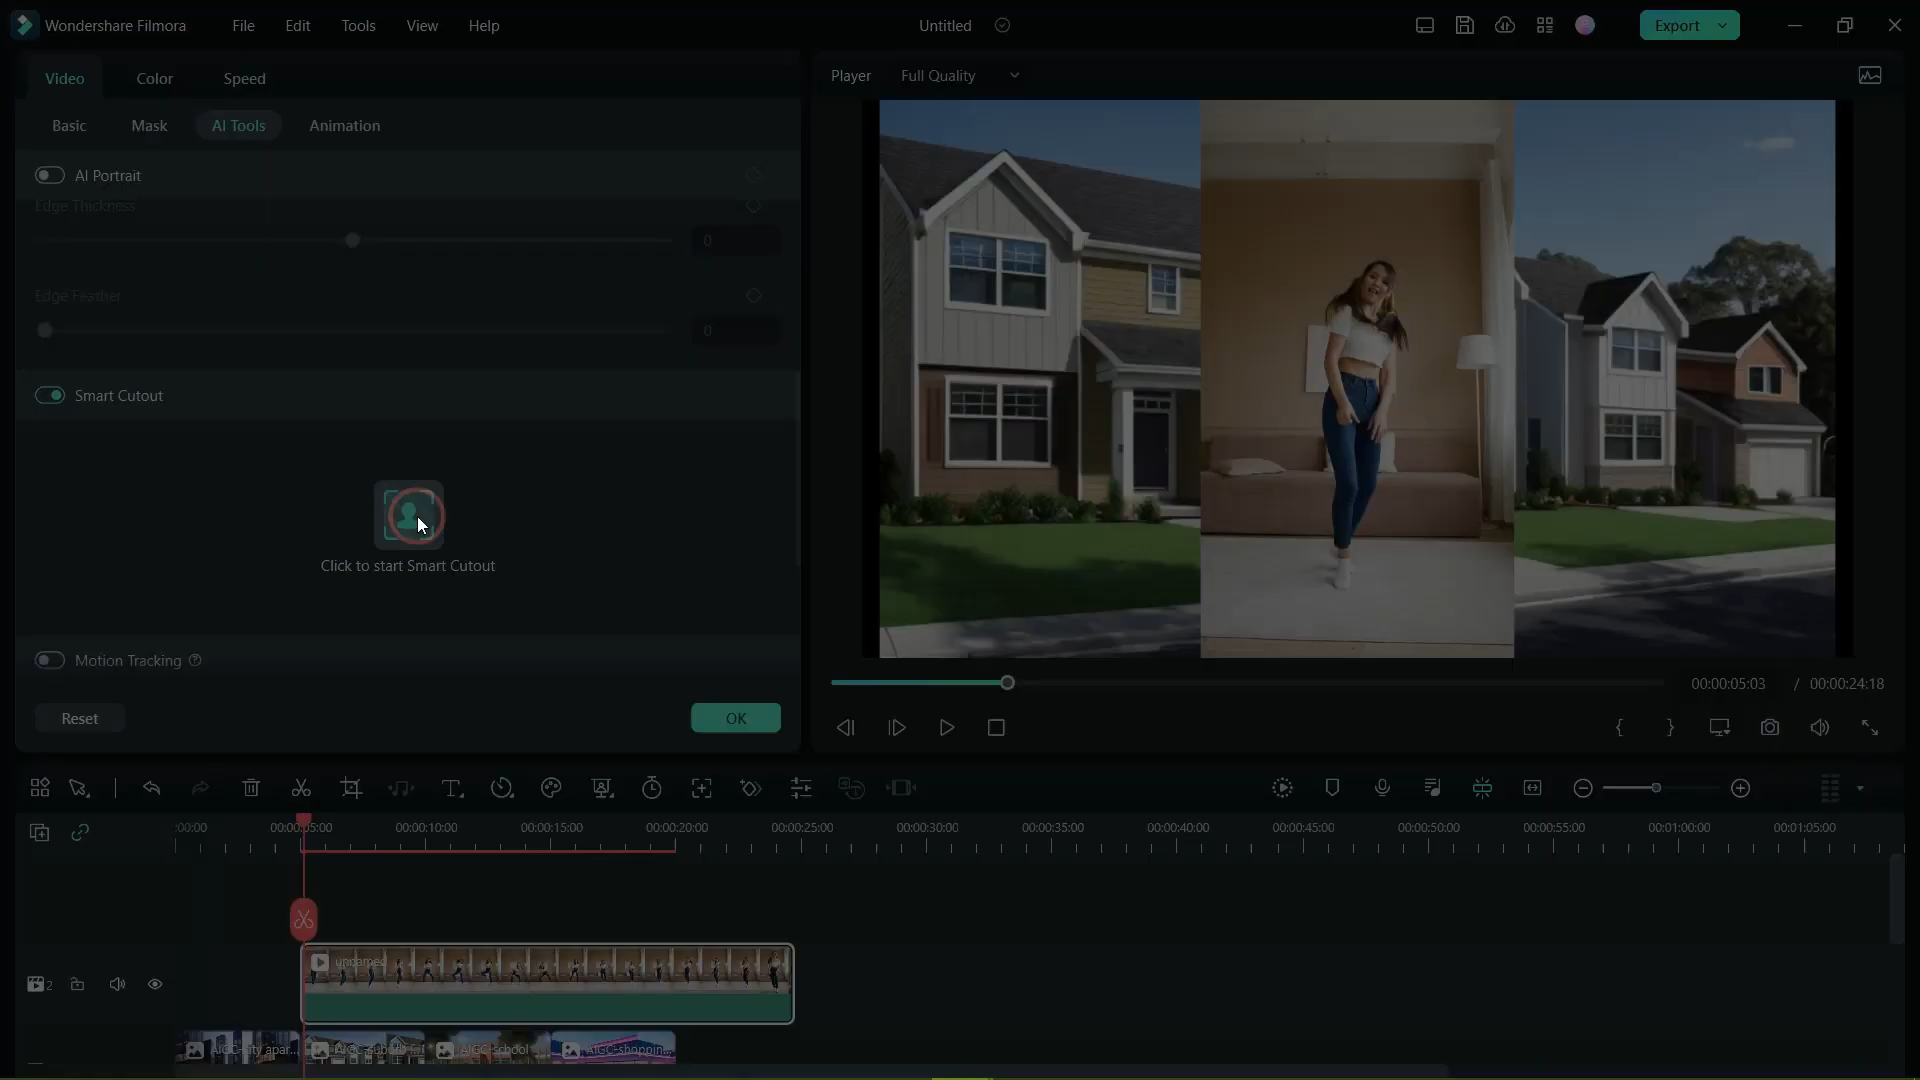 Wondershare Filmora File Edit Tools View Help Untitled Export
Video Color Speed
Player Full Quality
Basic Mask AI Tools Animation
AI Portrait
Edge Thickness
0
Edge Feather
0
Smart Cutout
Click to start Smart Cutout
Motion Tracking
00:00:05:03 / 00:00:24:18
Reset OK
:00:00 00:00:05:00 00:00:10:00 00:00:15:00 00:00:20:00 00:00:25:00 00:00:30:00 00:00:35:00 00:00:40:00 00:00:45:00 00:00:50:00 00:00:55:00 00:01:00:00 00:01:05:00
unnamed
2
AIGC-city apar... AIGC-subur... AIGC-school AIGC-shoppin...